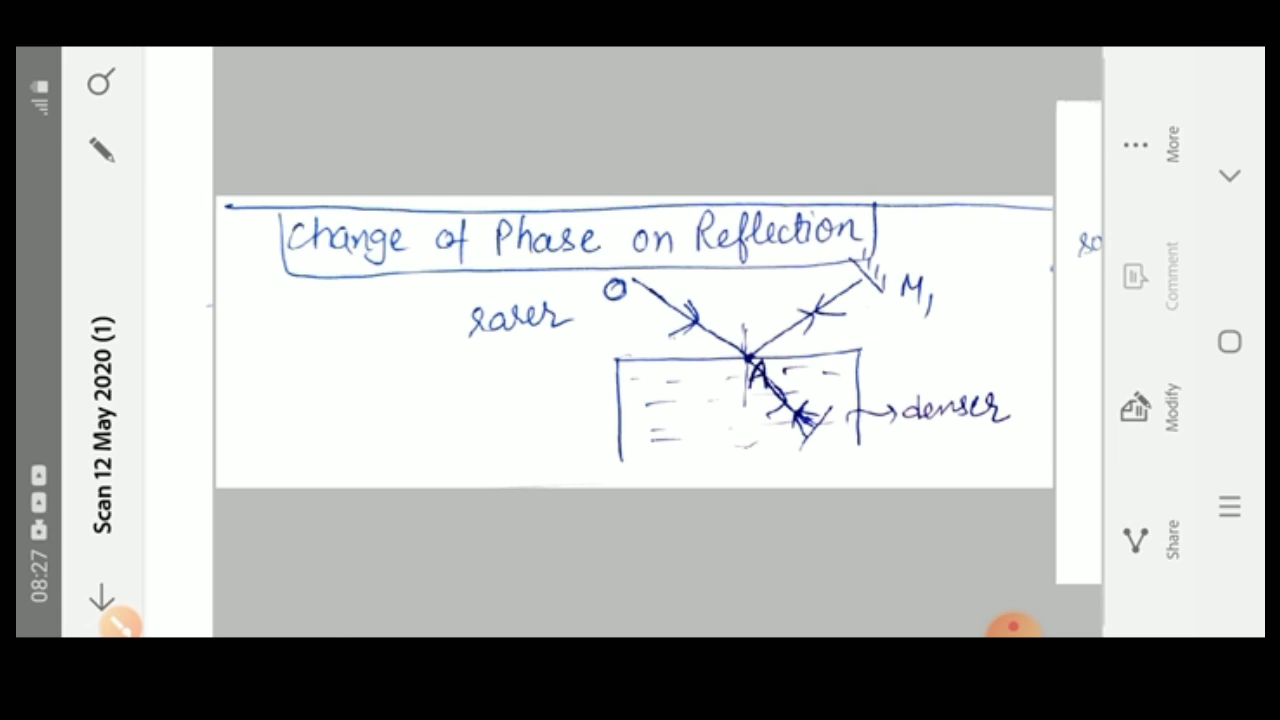 08:27
Scan 12 May 2020 (1)
Change of Phase on Reflection
O
M1
rarer
A
denser
so
More
Comment
Modify
Share